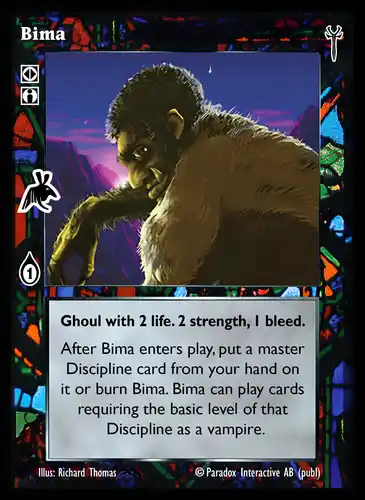 Bima
1
Ghoul with 2 life. 2 strength, 1 bleed.
After Bima enters play, put a master
Discipline card from your hand on
it or burn Bima. Bima can play cards
requiring the basic level of that
Discipline as a vampire.
Illus: Richard Thomas © Paradox Interactive AB (publ)